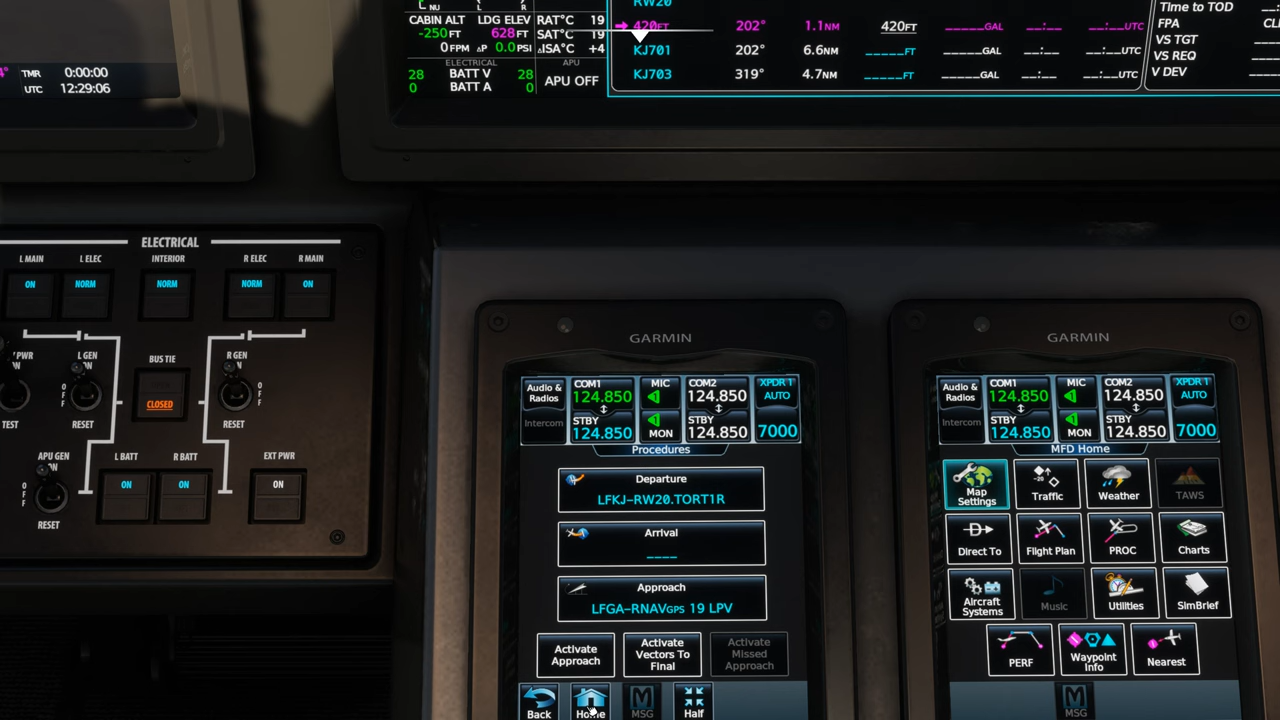 NU
CABIN ALT LDG ELEV
-250FT 628FT
0FPM ΔP 0.0PSI
ELECTRICAL
28 BATT V 28
0 BATT A 0
RAT°C 19
SAT°C 19
ΔISA°C +4
APU
APU OFF
RW20
420FT 202° 1.1NM 420FT _____GAL __:__ __:__UTC
KJ701 202° 6.6NM _____FT _____GAL __:__ __:__UTC
KJ703 319° 4.7NM _____FT _____GAL __:__ __:__UTC
Time to TOD
FPA
VS TGT
VS REQ
V DEV
TMR 0:00:00
UTC 12:29:06
ELECTRICAL
L MAIN L ELEC INTERIOR R ELEC R MAIN
ON NORM NORM NORM ON
PWR L GEN BUS TIE R GEN
ON ON
OFF OFF
CLOSED
TEST RESET RESET
APU GEN L BATT R BATT EXT PWR
ON
OFF
ON ON ON
RESET
GARMIN
Audio & Radios
Intercom
COM1
124.850
STBY
124.850
MIC
MON
COM2
124.850
124.850
XPDR 1
AUTO
7000
Procedures
Departure
LFKJ-RW20.TORT1R
Arrival
____
Approach
LFGA-RNAVGPS 19 LPV
Activate Approach
Activate Vectors To Final
Activate Missed Approach
Back
Home
MSG
Half
GARMIN
Audio & Radios
Intercom
COM1
124.850
STBY
124.850
MIC
MON
COM2
124.850
124.850
XPDR 1
AUTO
7000
MFD Home
Map Settings
Traffic
Weather
TAWS
Direct To
Flight Plan
PROC
Charts
Aircraft Systems
Music
Utilities
SimBrief
PERF
Waypoint Info
Nearest
MSG